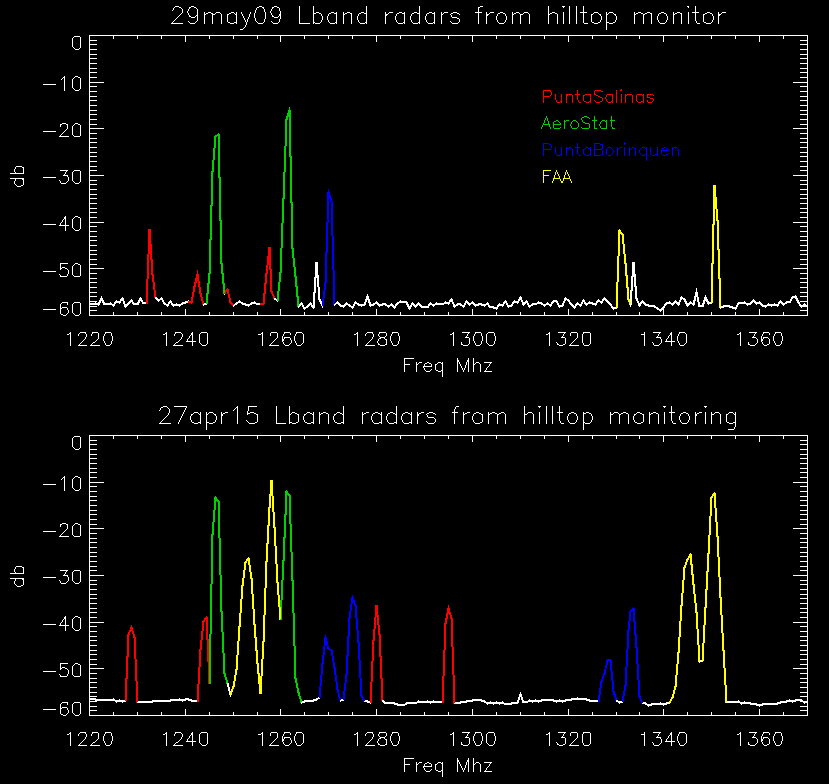 29may09 Lband radars from hilltop monitor
0
-10
-20
-30
-40
-50
-60
db
PuntaSalinas
AeroStat
PuntaBorinquen
FAA
1220 1240 1260 1280 1300 1320 1340 1360
Freq Mhz
27apr15 Lband radars from hilltop monitoring
0
-10
-20
-30
-40
-50
-60
db
1220 1240 1260 1280 1300 1320 1340 1360
Freq Mhz